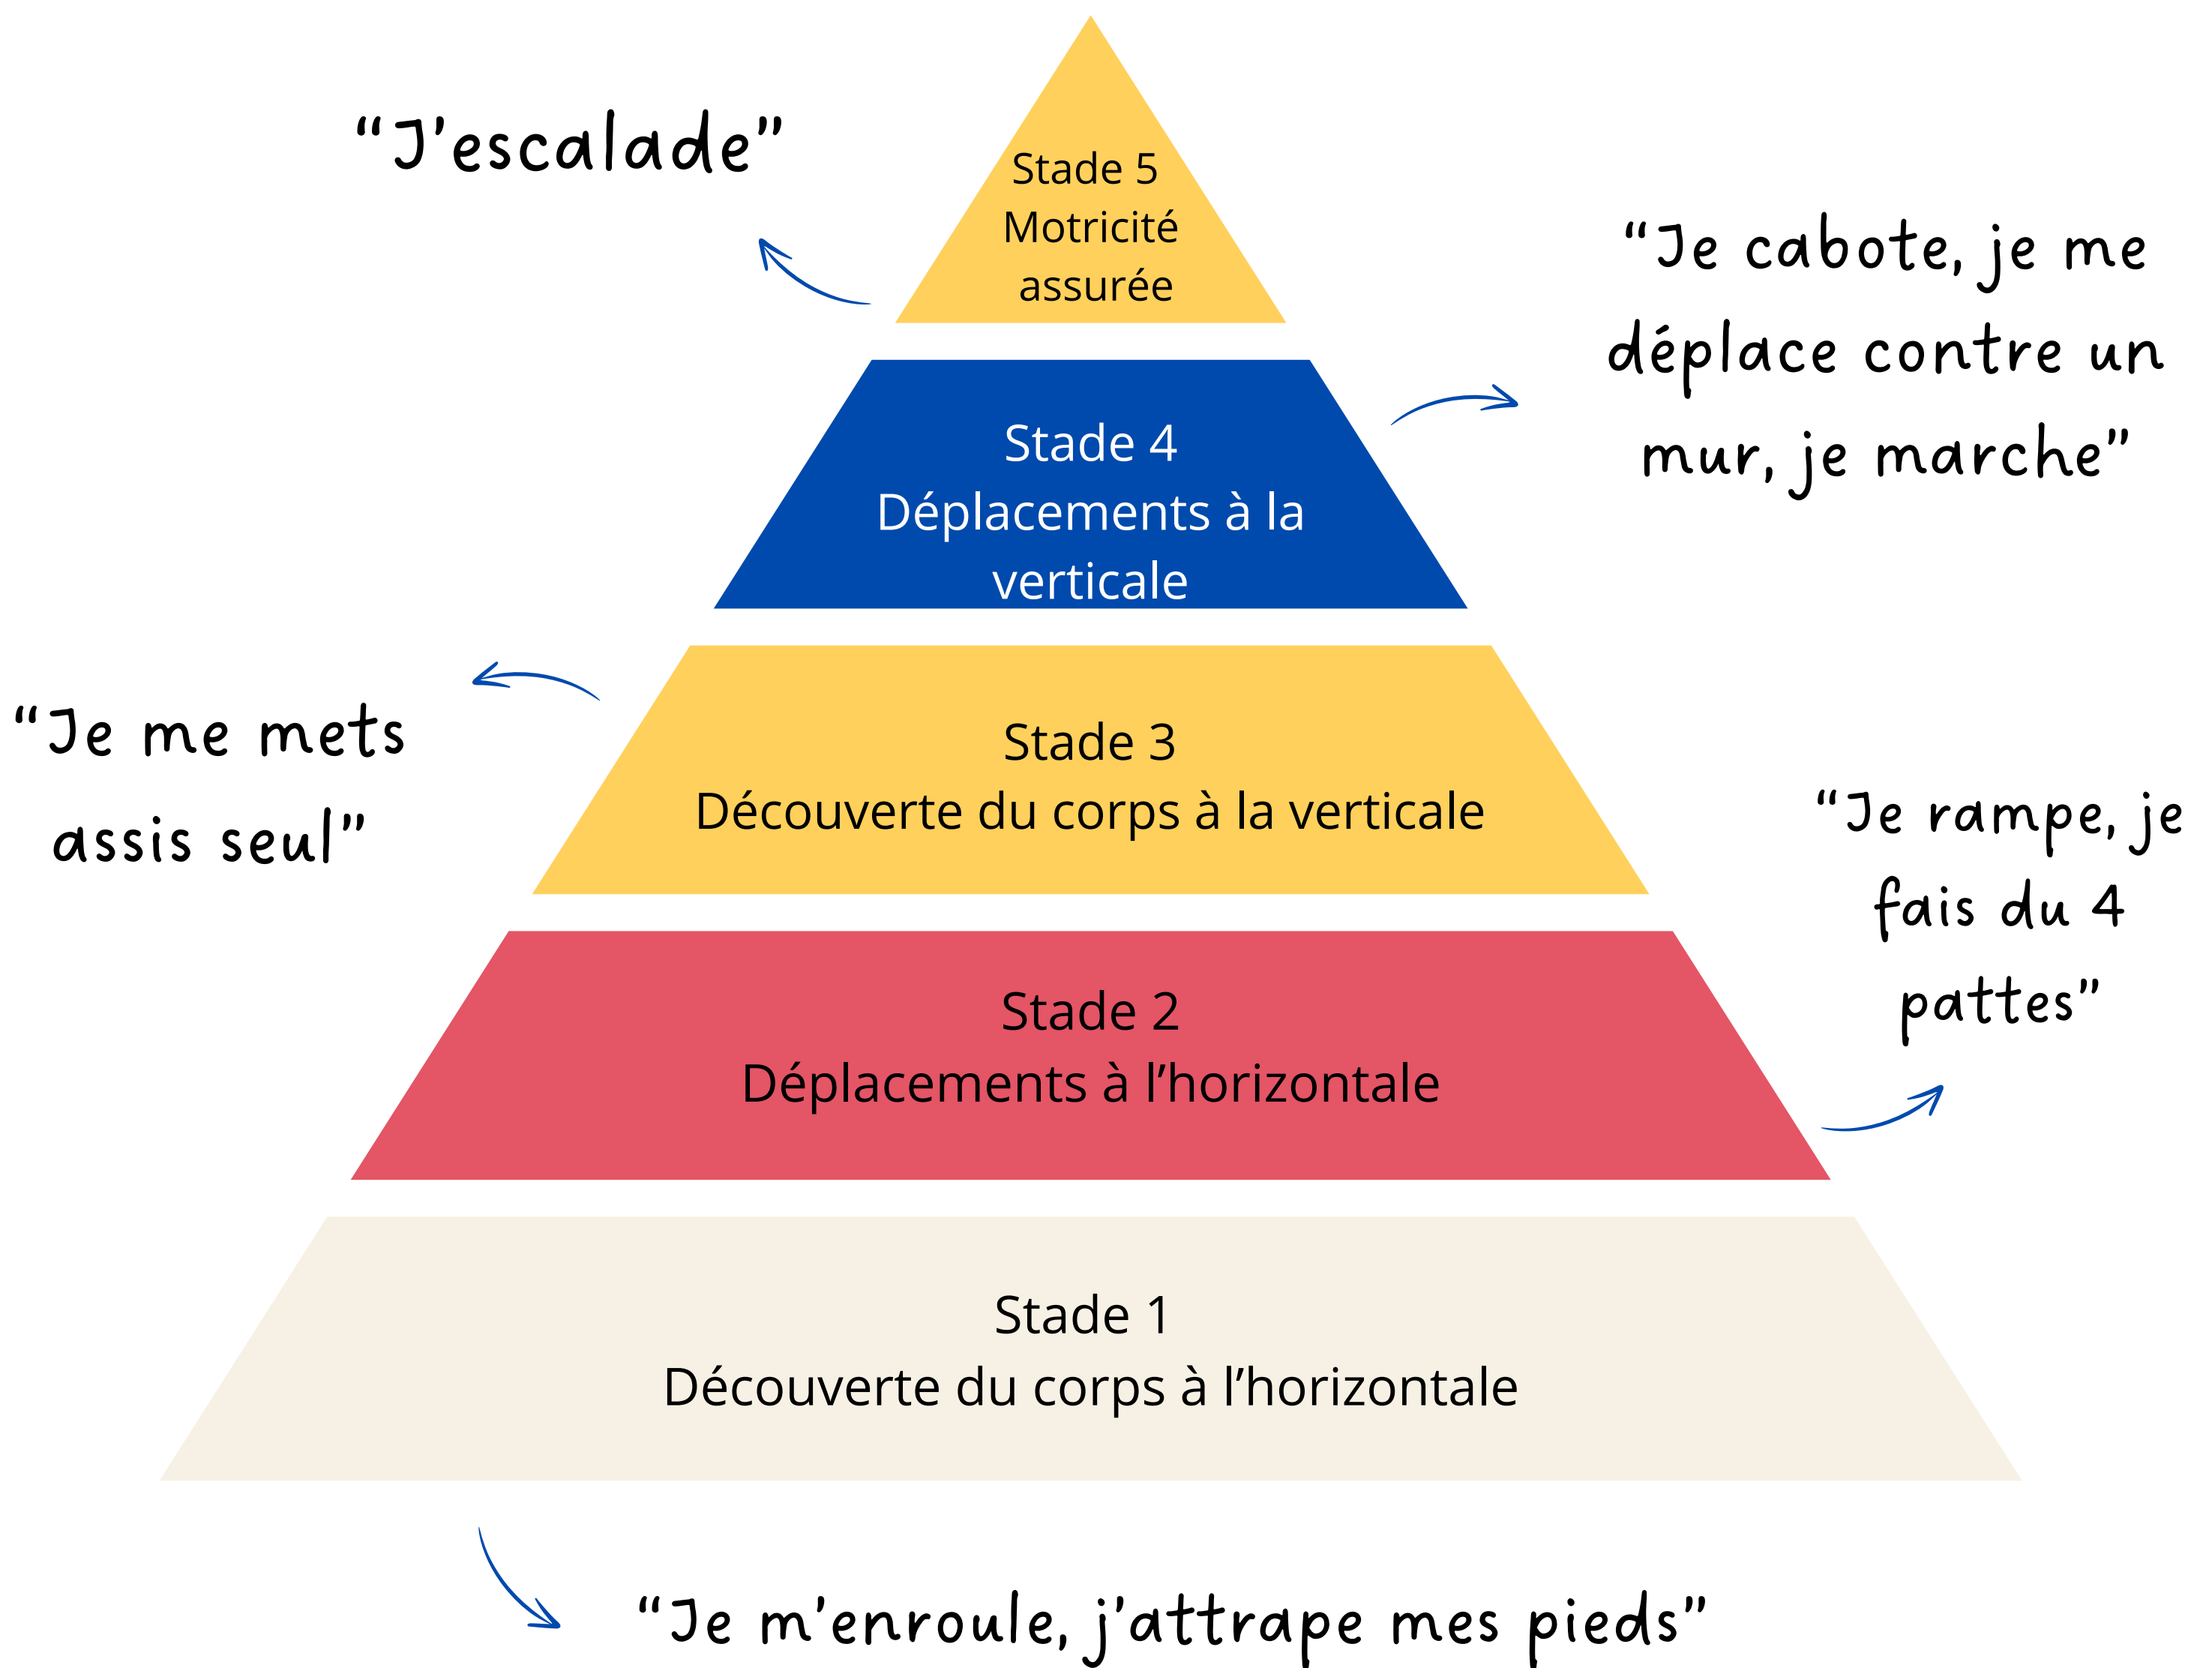 “J’escalade”
Stade 5
Motricité
assurée
“Je cabote, je me
déplace contre un
mur, je marche”
Stade 4
Déplacements à la
verticale
“Je me mets
assis seul”
Stade 3
Découverte du corps à la verticale
“Je rampe, je
fais du 4
pattes”
Stade 2
Déplacements à l’horizontale
Stade 1
Découverte du corps à l’horizontale
“Je m'enroule, j’attrape mes pieds”